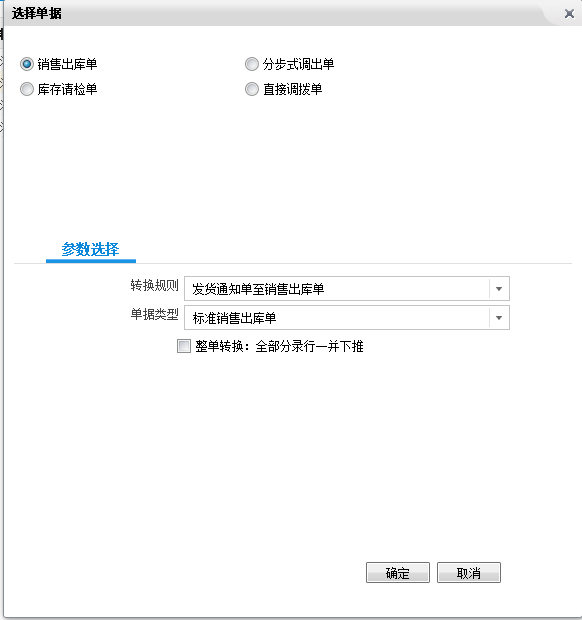 选择单据
销售出库单
分步式调出单
库存请检单
直接调拨单
参数选择
转换规则 发货通知单至销售出库单
单据类型 标准销售出库单
整单转换：全部分录行一并下推
确定 取消